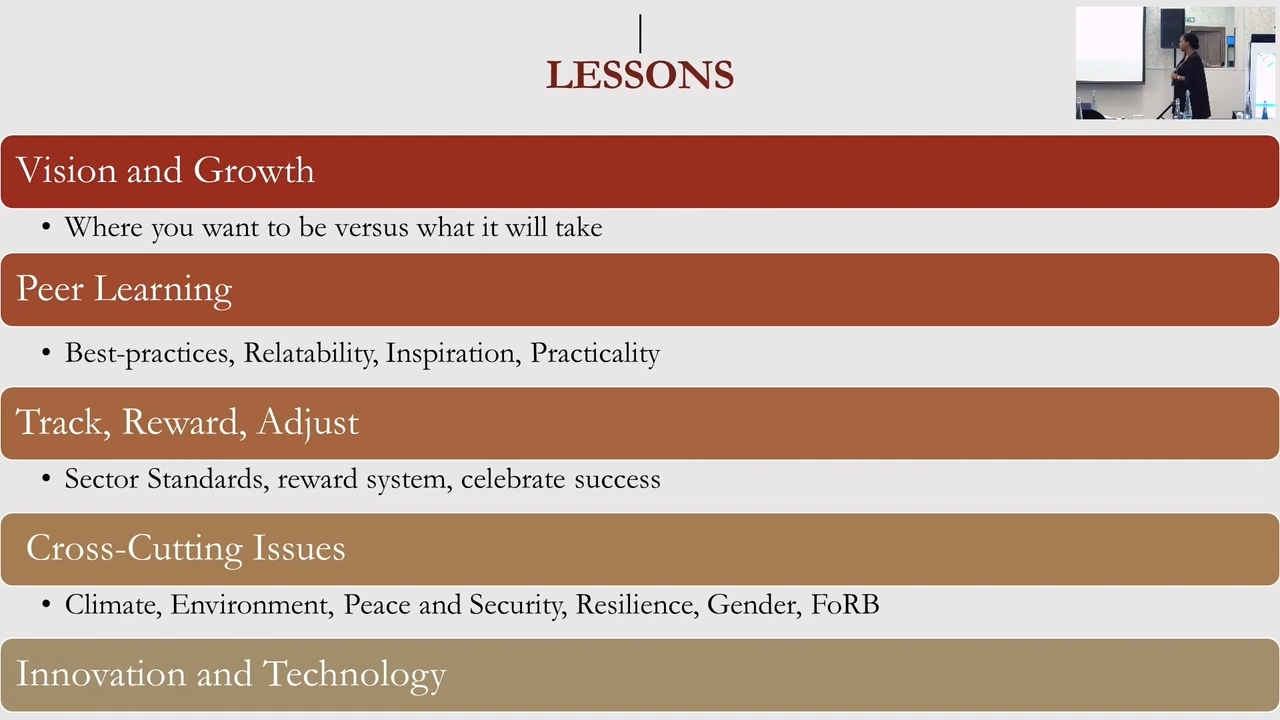 LESSONS
Vision and Growth
• Where you want to be versus what it will take
Peer Learning
• Best-practices, Relatability, Inspiration, Practicality
Track, Reward, Adjust
• Sector Standards, reward system, celebrate success
Cross-Cutting Issues
• Climate, Environment, Peace and Security, Resilience, Gender, FoRB
Innovation and Technology